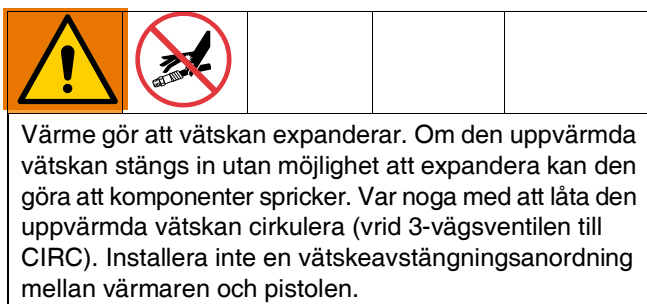 Värme gör att vätskan expanderar. Om den uppvärmda
vätskan stängs in utan möjlighet att expandera kan den
göra att komponenter spricker. Var noga med att låta den
uppvärmda vätskan cirkulera (vrid 3-vägsventilen till
CIRC). Installera inte en vätskeavstängningsanordning
mellan värmaren och pistolen.